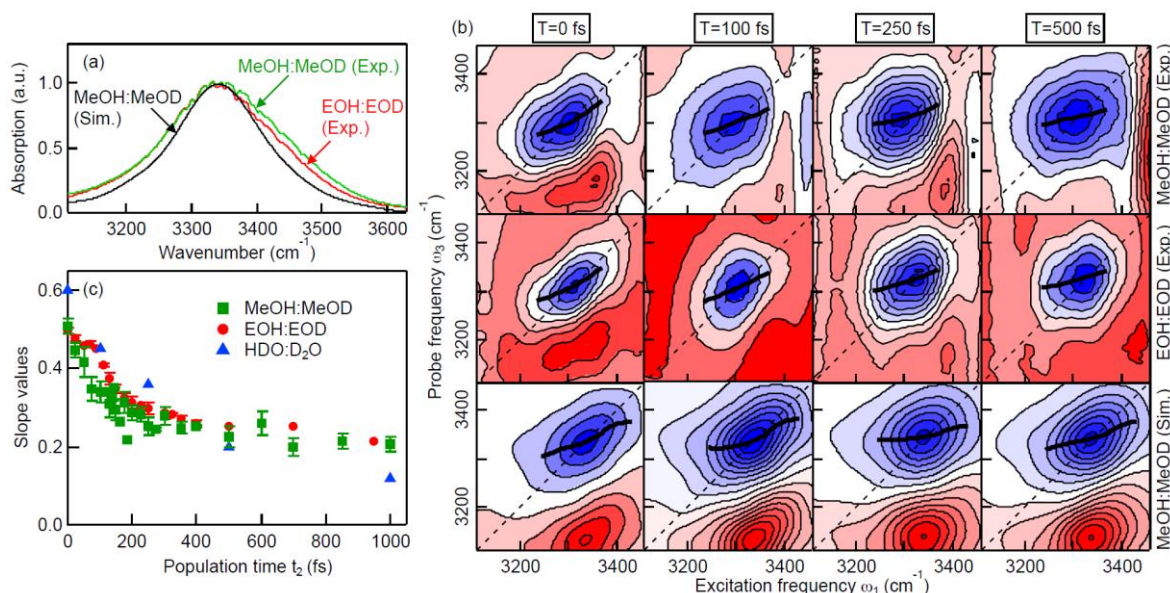 (a)
MeOH:MeOD (Exp.)
MeOH:MeOD
(Sim.)
EOH:EOD
(Exp.)
Absorption (a.u.)
1.0
0.5
0.0
3200 3300 3400 3500 3600
Wavenumber (cm⁻¹)
(b)
T=0 fs T=100 fs T=250 fs T=500 fs
3400
3200
MeOH:MeOD (Exp.)
3400
3200
EOH:EOD (Exp.)
3400
3200
MeOH:MeOD (Sim.)
Probe frequency ω₃ (cm⁻¹)
3200 3400 3200 3400 3200 3400 3200 3400
Excitation frequency ω₁ (cm⁻¹)
(c)
MeOH:MeOD
EOH:EOD
HDO:D₂O
Slope values
0.6
0.4
0.2
0.0
0 200 400 600 800 1000
Population time t₂ (fs)